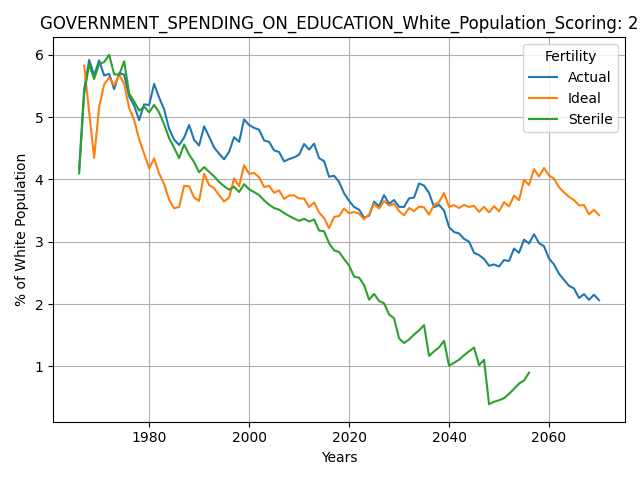 GOVERNMENT_SPENDING_ON_EDUCATION_White_Population_Scoring: 2
% of White Population
6
5
4
3
2
1
Fertility
Actual
Ideal
Sterile
1980
2000
2020
2040
2060
Years